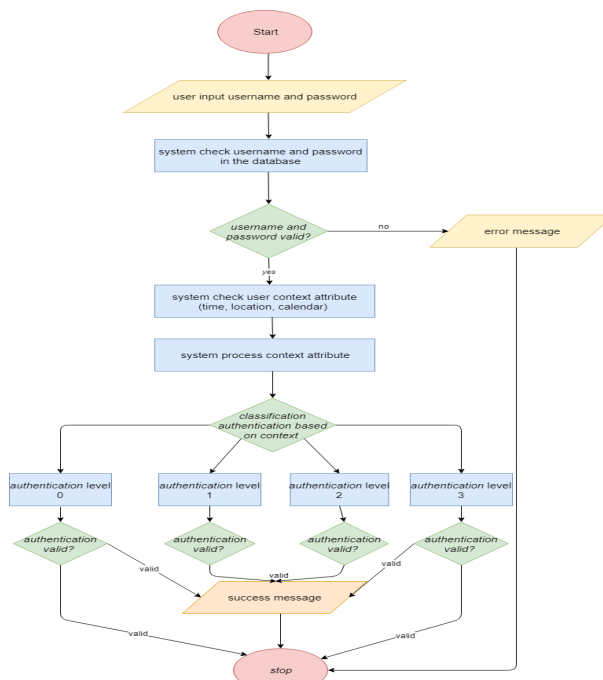 Start
user input username and password
system check username and password
in the database
username and
password valid?
no
error message
yes
system check user context attribute
(time, location, calendar)
system process context attribute
classification
authentication based
on context
authentication level
0
authentication level
1
authentication level
2
authentication level
3
authentication
valid?
authentication
valid?
authentication
valid?
authentication
valid?
valid
valid
valid
success message
valid
valid
stop